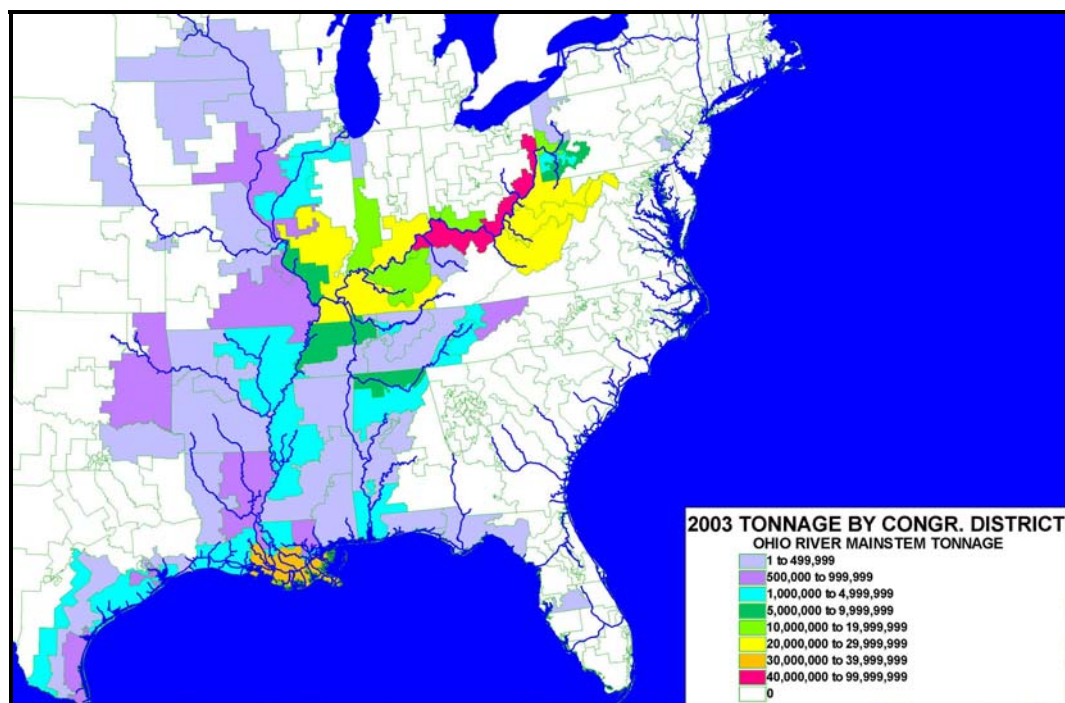 2003 TONNAGE BY CONGR. DISTRICT
OHIO RIVER MAINSTEM TONNAGE
1 to 499,999
500,000 to 999,999
1,000,000 to 4,999,999
5,000,000 to 9,999,999
10,000,000 to 19,999,999
20,000,000 to 29,999,999
30,000,000 to 39,999,999
40,000,000 to 99,999,999
0